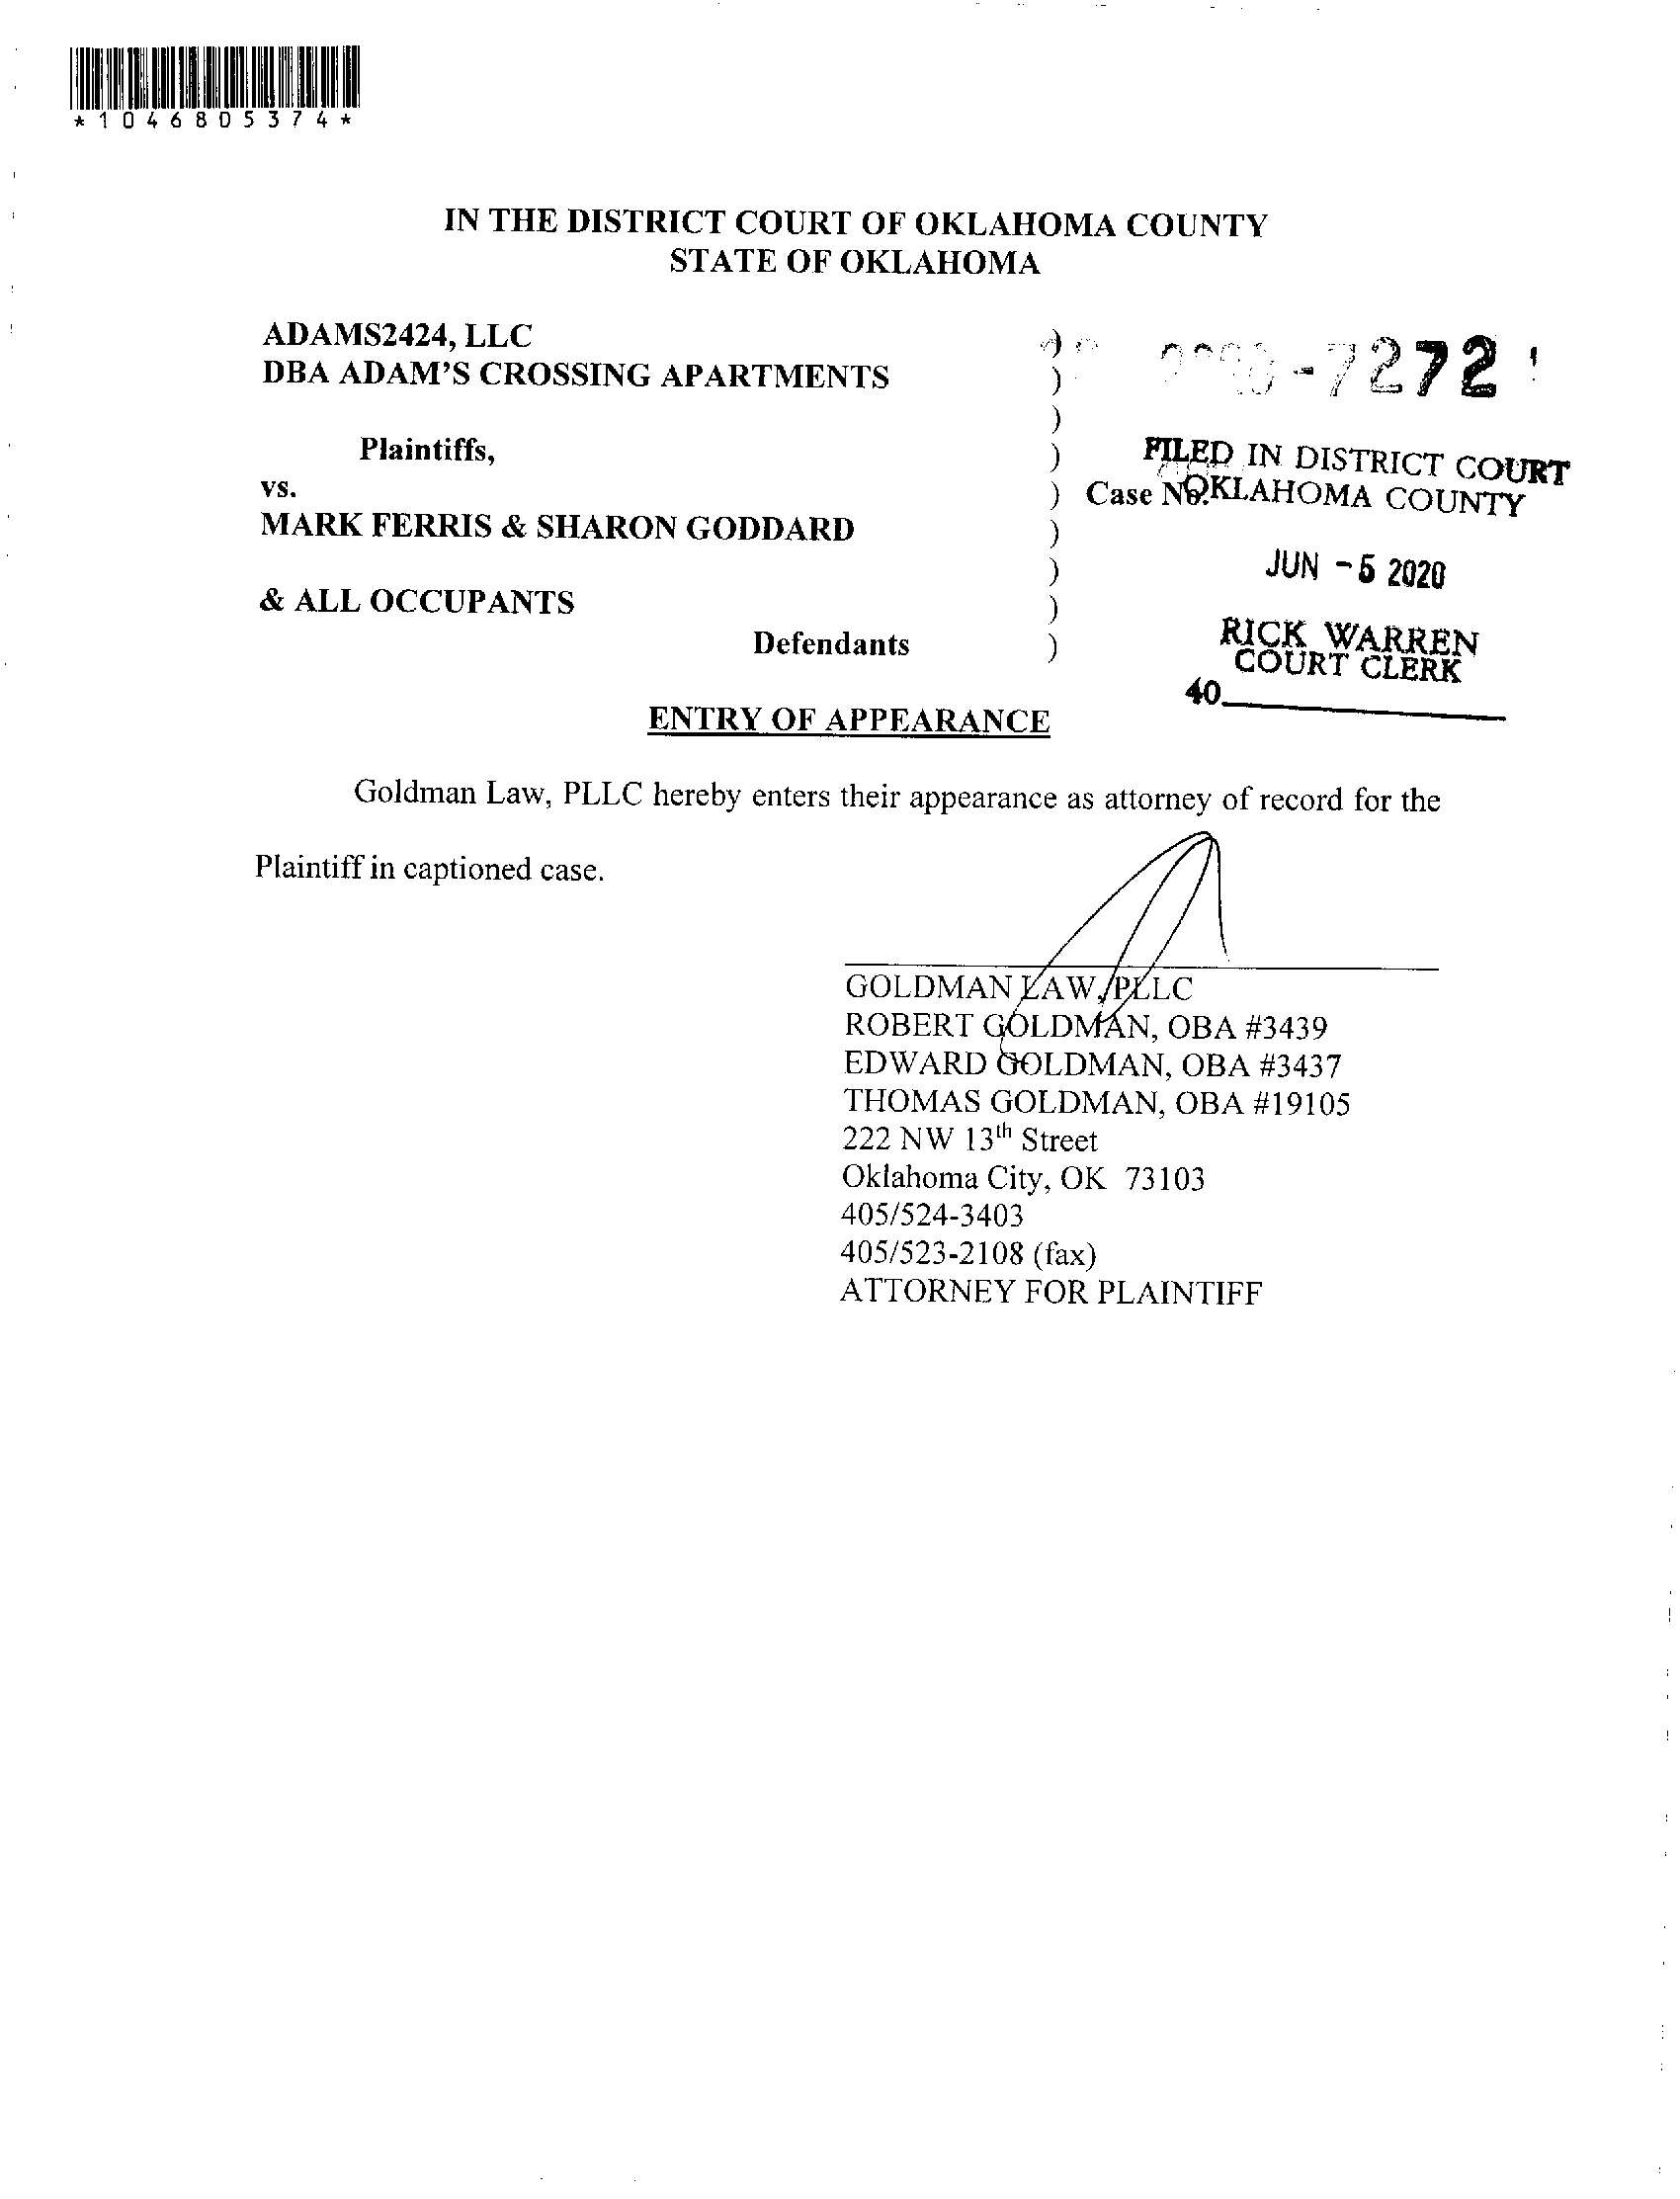 *1046805374*
IN THE DISTRICT COURT OF OKLAHOMA COUNTY
STATE OF OKLAHOMA
ADAMS2424, LLC )
DBA ADAM'S CROSSING APARTMENTS ) -7272
)
Plaintiffs, ) FILED IN DISTRICT COURT
vs. ) Case No. OKLAHOMA COUNTY
MARK FERRIS & SHARON GODDARD )
) JUN -5 2020
& ALL OCCUPANTS )
Defendants ) RICK WARREN
COURT CLERK
40
ENTRY OF APPEARANCE
Goldman Law, PLLC hereby enters their appearance as attorney of record for the
Plaintiff in captioned case.
GOLDMAN LAW, PLLC
ROBERT GOLDMAN, OBA #3439
EDWARD GOLDMAN, OBA #3437
THOMAS GOLDMAN, OBA #19105
222 NW 13th Street
Oklahoma City, OK 73103
405/524-3403
405/523-2108 (fax)
ATTORNEY FOR PLAINTIFF